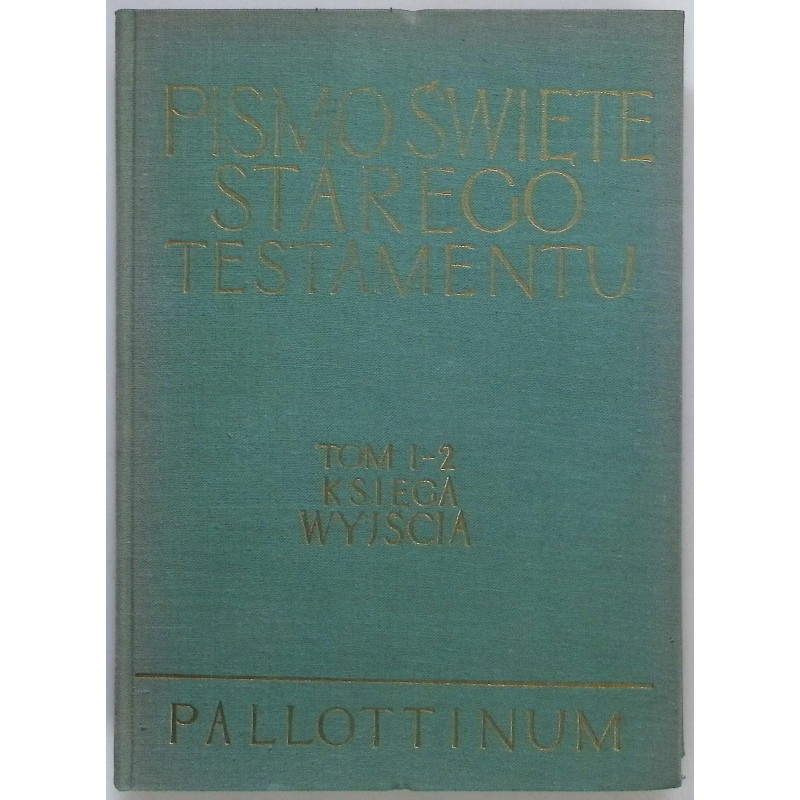 PISMO ŚWIĘTE
STAREGO
TESTAMENTU
TOM I-2
KSIĘGA
WYJŚCIA
PALLOTTINUM